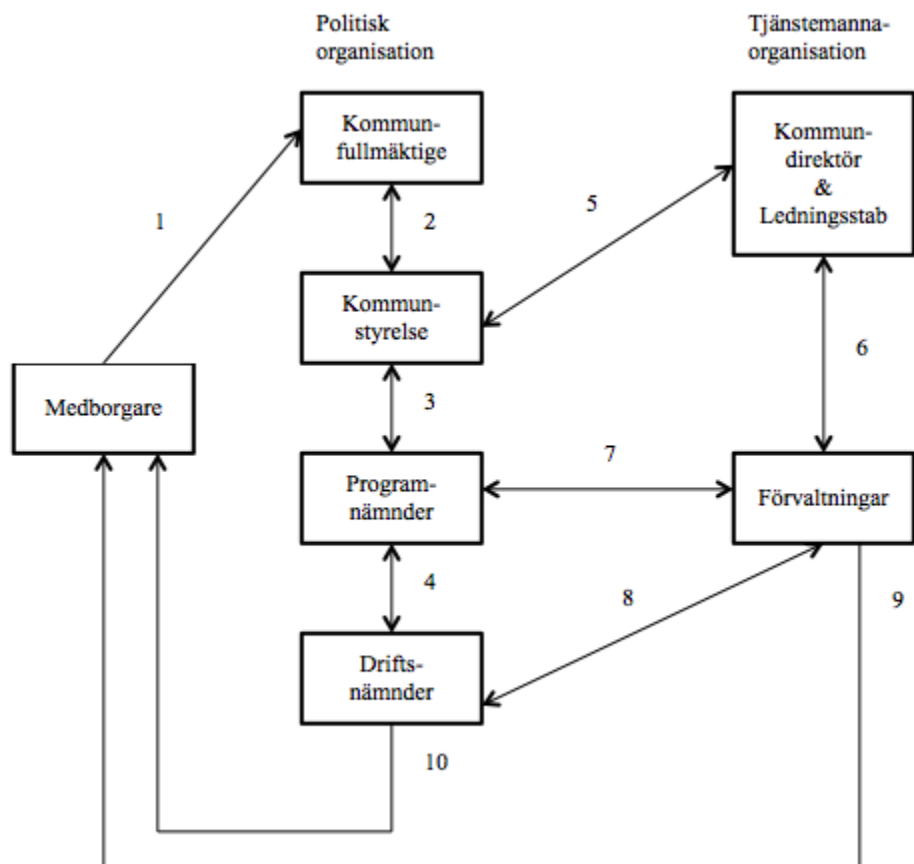 Politisk
organisation
Tjänstemanna-
organisation
Kommun-
fullmäktige
Kommun-
direktör
&
Ledningsstab
1
2
5
Kommun-
styrelse
6
Medborgare
3
7
Program-
nämnder
Förvaltningar
4
8
9
Drifts-
nämnder
10